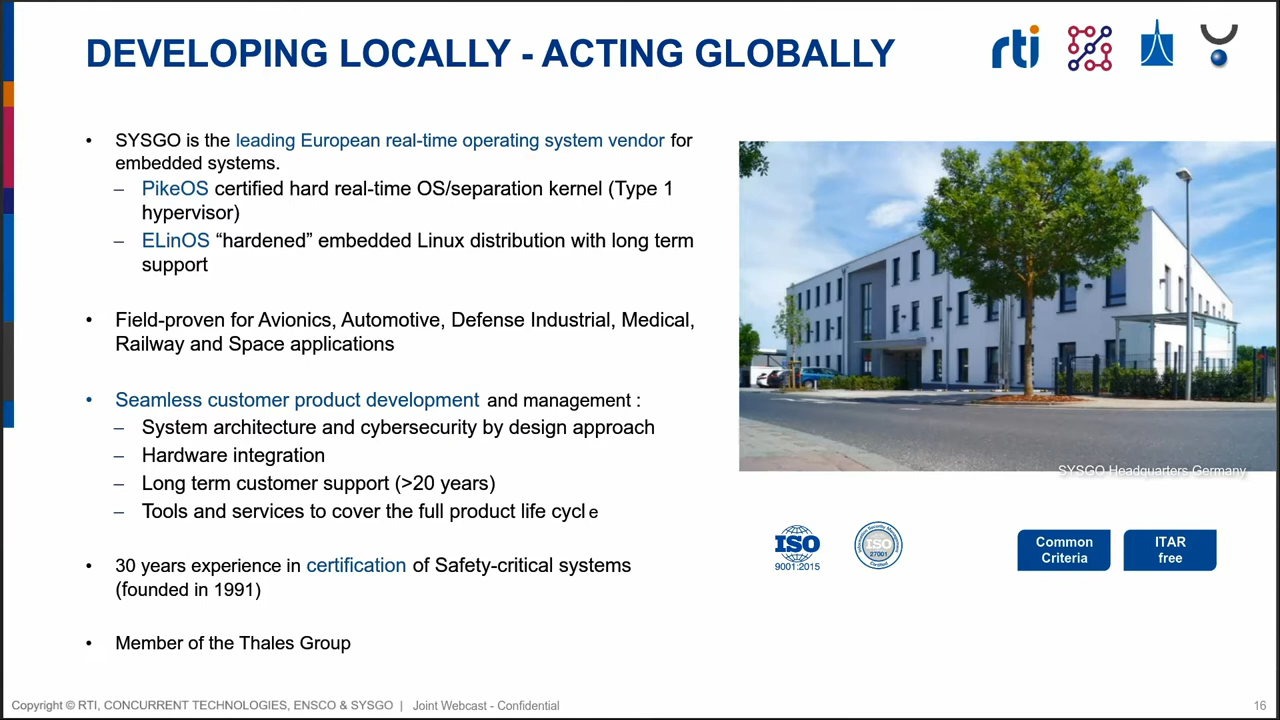 DEVELOPING LOCALLY - ACTING GLOBALLY
rti
• SYSGO is the leading European real-time operating system vendor for
embedded systems.
– PikeOS certified hard real-time OS/separation kernel (Type 1
hypervisor)
– ELinOS “hardened” embedded Linux distribution with long term
support
• Field-proven for Avionics, Automotive, Defense Industrial, Medical,
Railway and Space applications
• Seamless customer product development and management :
– System architecture and cybersecurity by design approach
– Hardware integration
– Long term customer support (>20 years)
– Tools and services to cover the full product life cycl e
• 30 years experience in certification of Safety-critical systems
(founded in 1991)
• Member of the Thales Group
SYSGO Headquarters Germany
ISO
9001:2015
Information Security Management
ISO
27001
Certified
Common
Criteria
ITAR
free
Copyright © RTI, CONCURRENT TECHNOLOGIES, ENSCO & SYSGO | Joint Webcast - Confidential
16